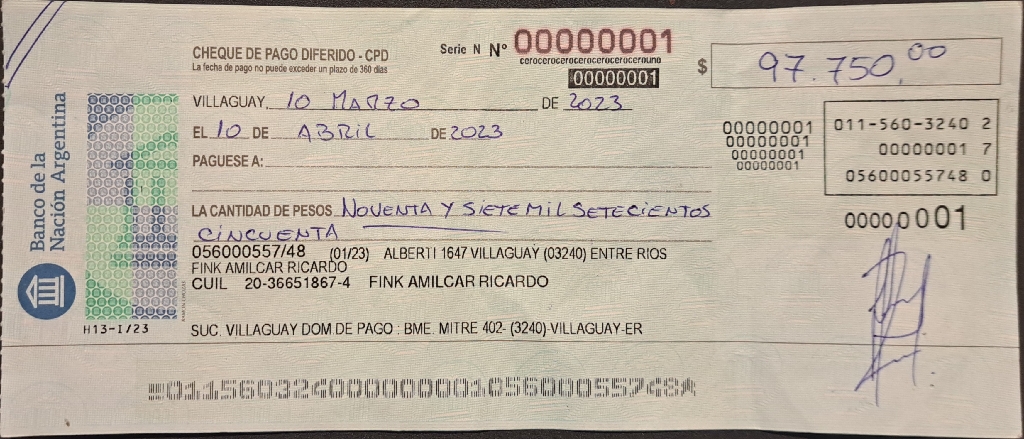 CHEQUE DE PAGO DIFERIDO - CPD
La fecha de pago no puede exceder un plazo de 360 días
Serie N Nº 00000001
cerocerocerocerocerocerocerouno
00000001
$ 97.750,00
VILLAGUAY, 10 MARZO DE 2023
EL 10 DE ABRIL DE 2023
PAGUESE A:
00000001
00000001
00000001
00000001
011-560-3240 2
00000001 7
05600055748 0
00000001
LA CANTIDAD DE PESOS NOVENTA Y SIETE MIL SETECIENTOS
CINCUENTA
056000557/48 (01/23) ALBERTI 1647 VILLAGUAY (03240) ENTRE RIOS
FINK AMILCAR RICARDO
CUIL 20-36651867-4 FINK AMILCAR RICARDO
SUC. VILLAGUAY DOM DE PAGO : BME. MITRE 402- (3240)-VILLAGUAY-ER
Banco de la
Nación Argentina
H13-I/23
01156032400000000105600055748